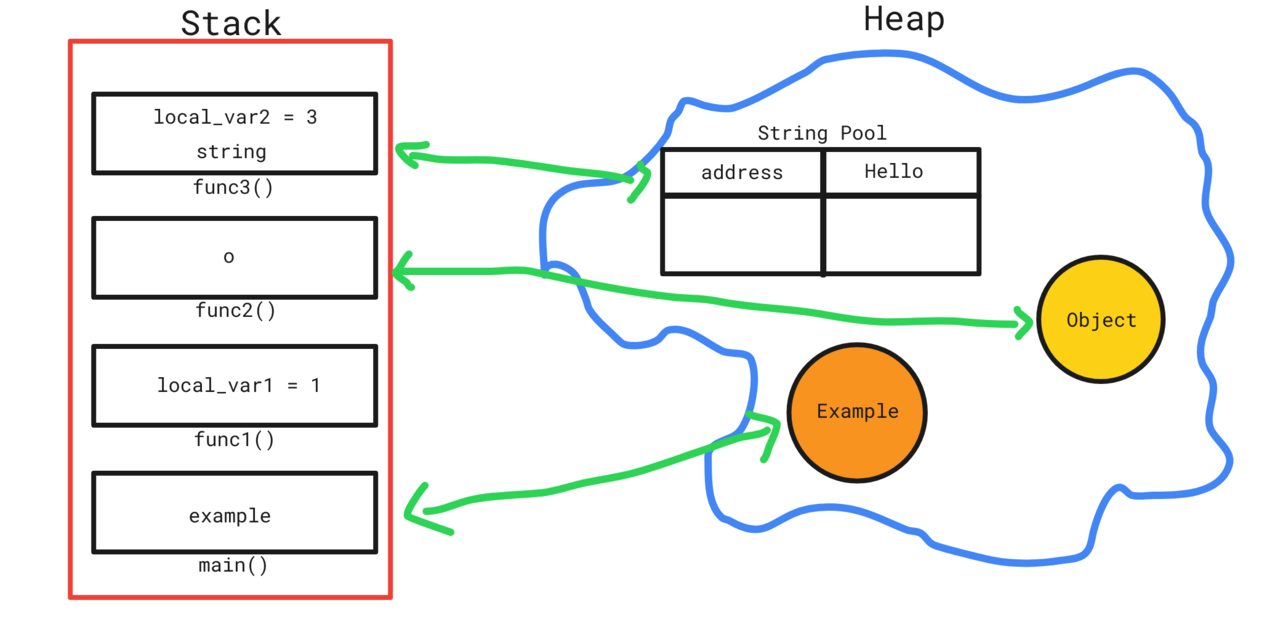 Stack
local_var2 = 3
string
func3()
o
func2()
local_var1 = 1
func1()
example
main()
Heap
String Pool
address Hello
Object
Example